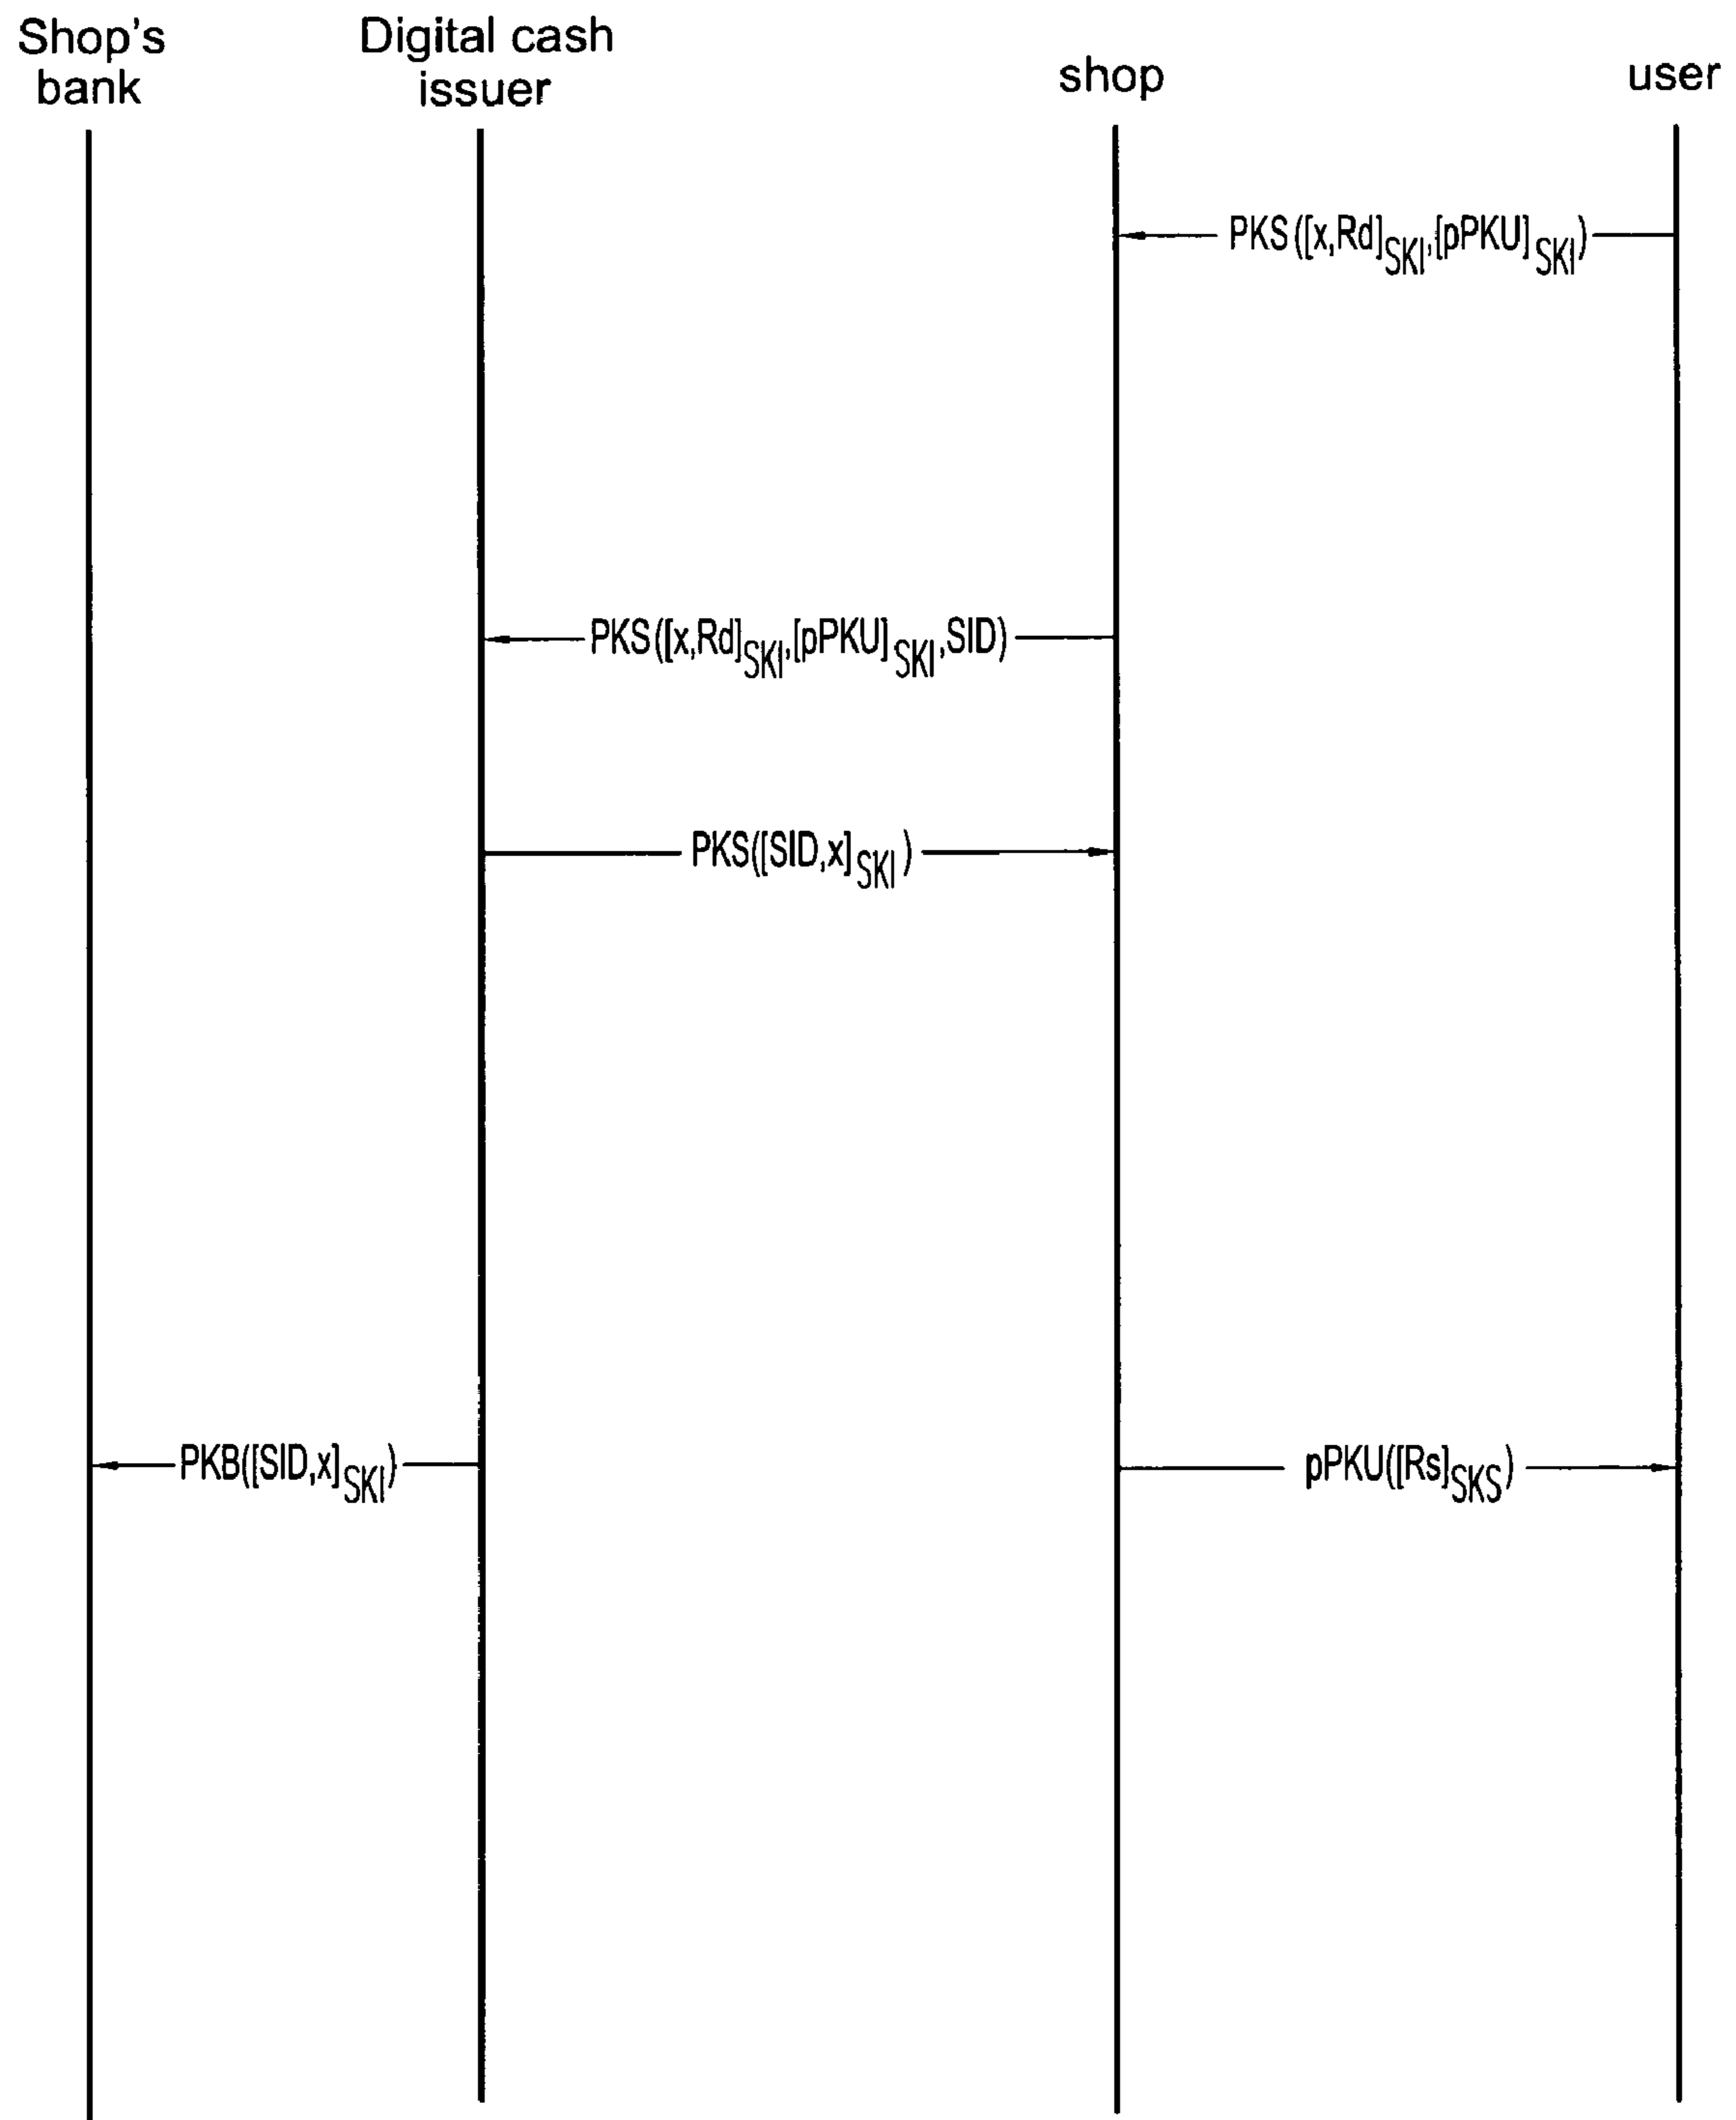 Shop's
bank
Digital cash
issuer
shop
user
PKS([x,Rd]SKI,[pPKU]SKI)
PKS([x,Rd]SKI,[pPKU]SKI,SID)
PKS([SID,x]SKI)
PKB([SID,x]SKI)
pPKU([Rs]SKS)